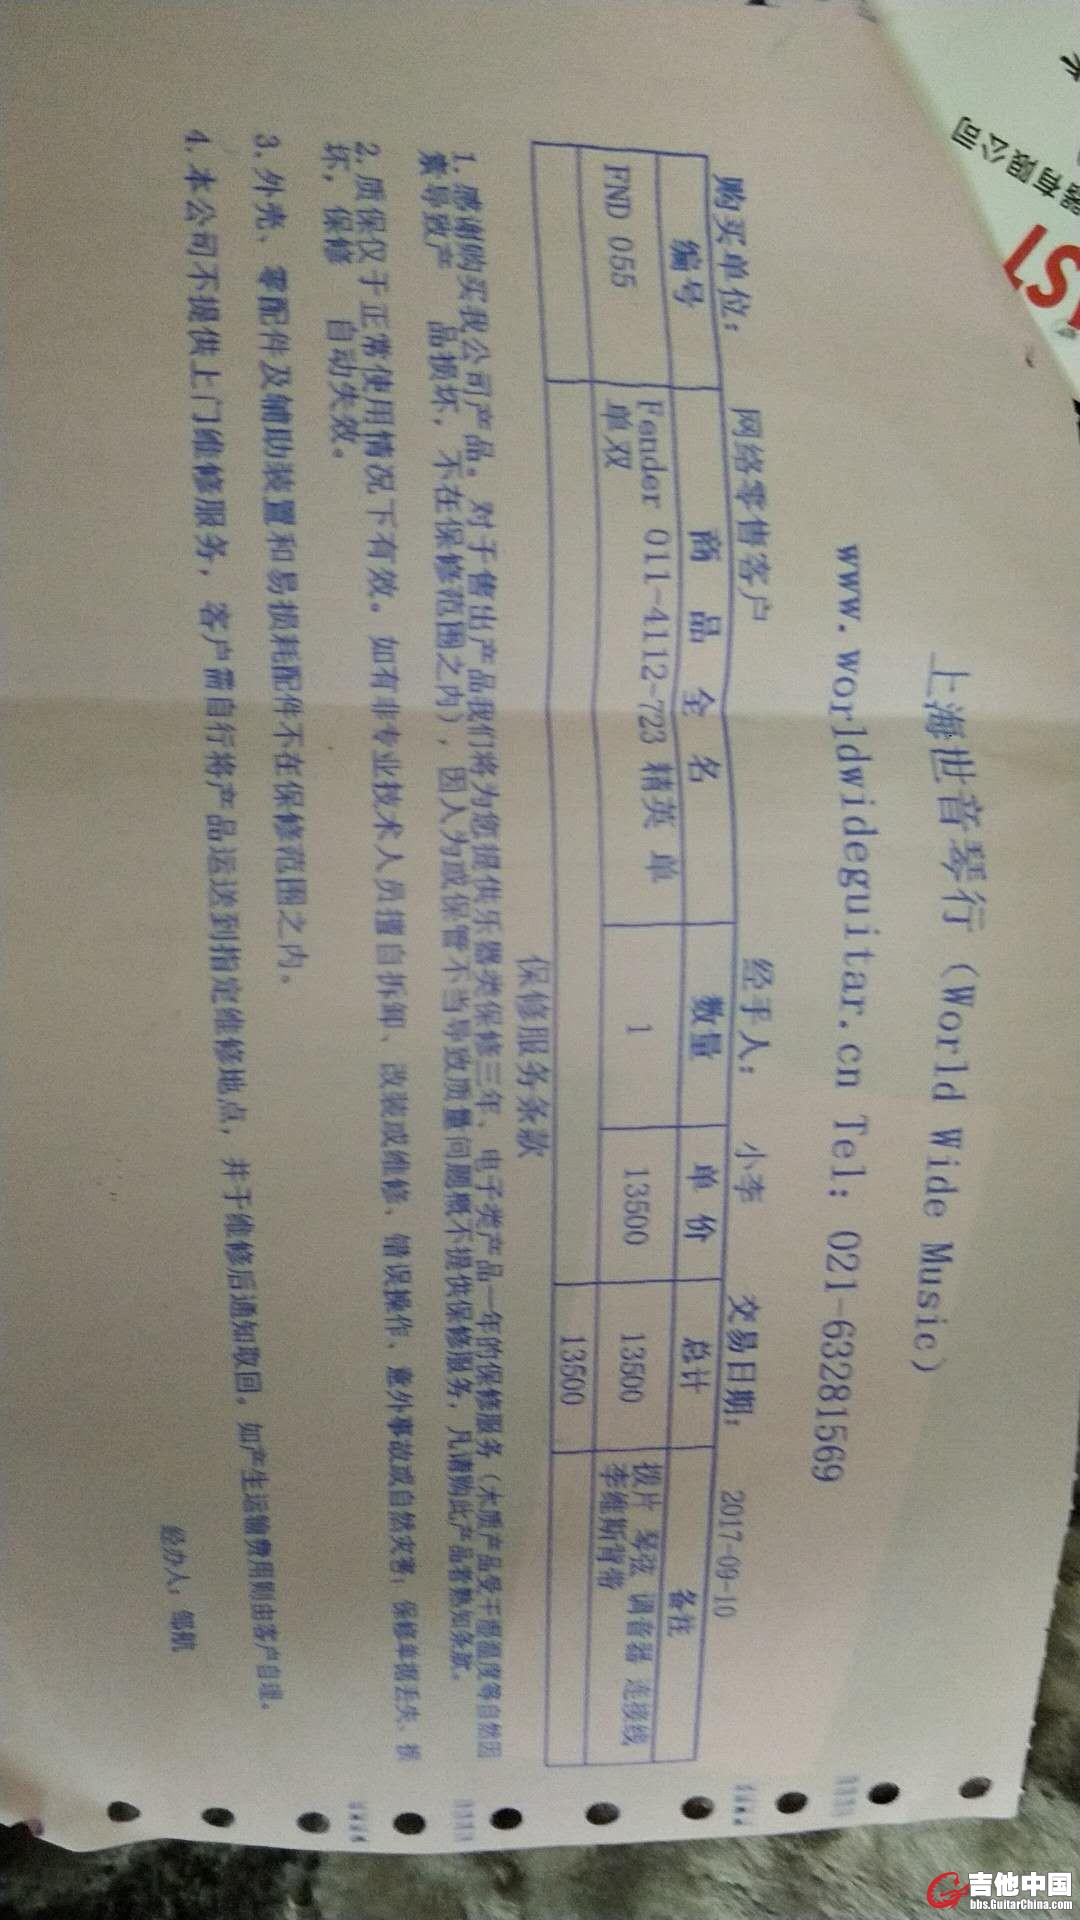 上海世音琴行 (World Wide Music)
www.worldwideguitar.cn Tel: 021-63281569
购买单位: 网络零售客户 经手人: 小李 交易日期: 2017-09-10
编号 商品全名 数量 单价 总计 备注
FND 055 Fender 011-4112-723 精英 单单双 1 13500 13500 拨片 琴弦 调音器 连接线 李维斯背带
13500
保修服务条款
1.感谢购买我公司产品。对于售出产品我们将为您提供乐器类保修三年、电子类产品一年的保修服务(木质产品受干湿温度等自然因
素导致产 品损坏,不在保修范围之内),因人为或保管不当导致质量问题概不提供保修服务,凡请购此产品者熟知条款。
2.质保仅于正常使用情况下有效。如有非专业技术人员擅自拆卸、改装或维修、错误操作、意外事故或自然灾害;保修单据丢失、损
坏,保修 自动失效。
3.外壳、零配件及辅助装置和易损耗配件不在保修范围之内。
4.本公司不提供上门维修服务,客户需自行将产品运送到指定维修地点,并于维修后通知取回。如产生运输费用则由客户自理。
经办人: 邹航
器有限公司
AST
吉他中国
bbs.GuitarChina.com